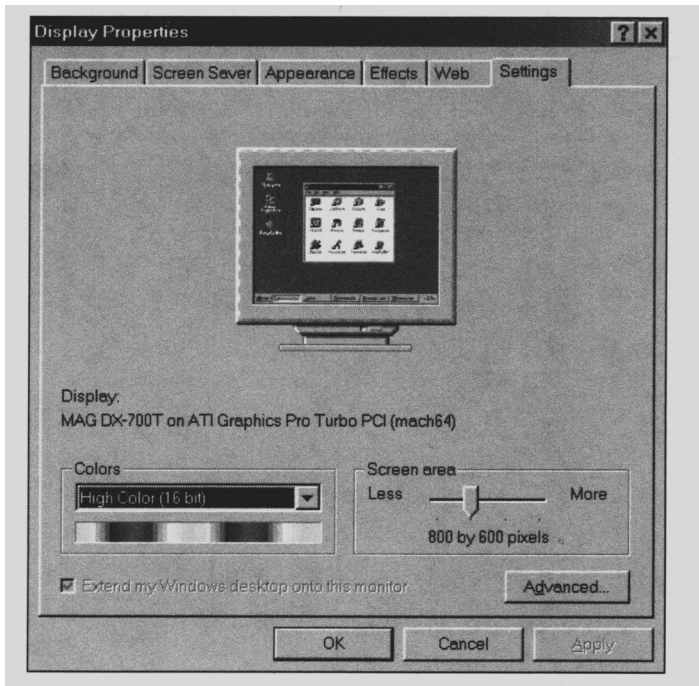 Display Properties
? ×
Background Screen Saver Appearance Effects Web Settings
Display:
MAG DX-700T on ATI Graphics Pro Turbo PCI (mach64)
Colors
High Color (16 bit)
Screen area
Less More
800 by 600 pixels
Extend my Windows desktop onto this monitor
Advanced...
OK Cancel Apply